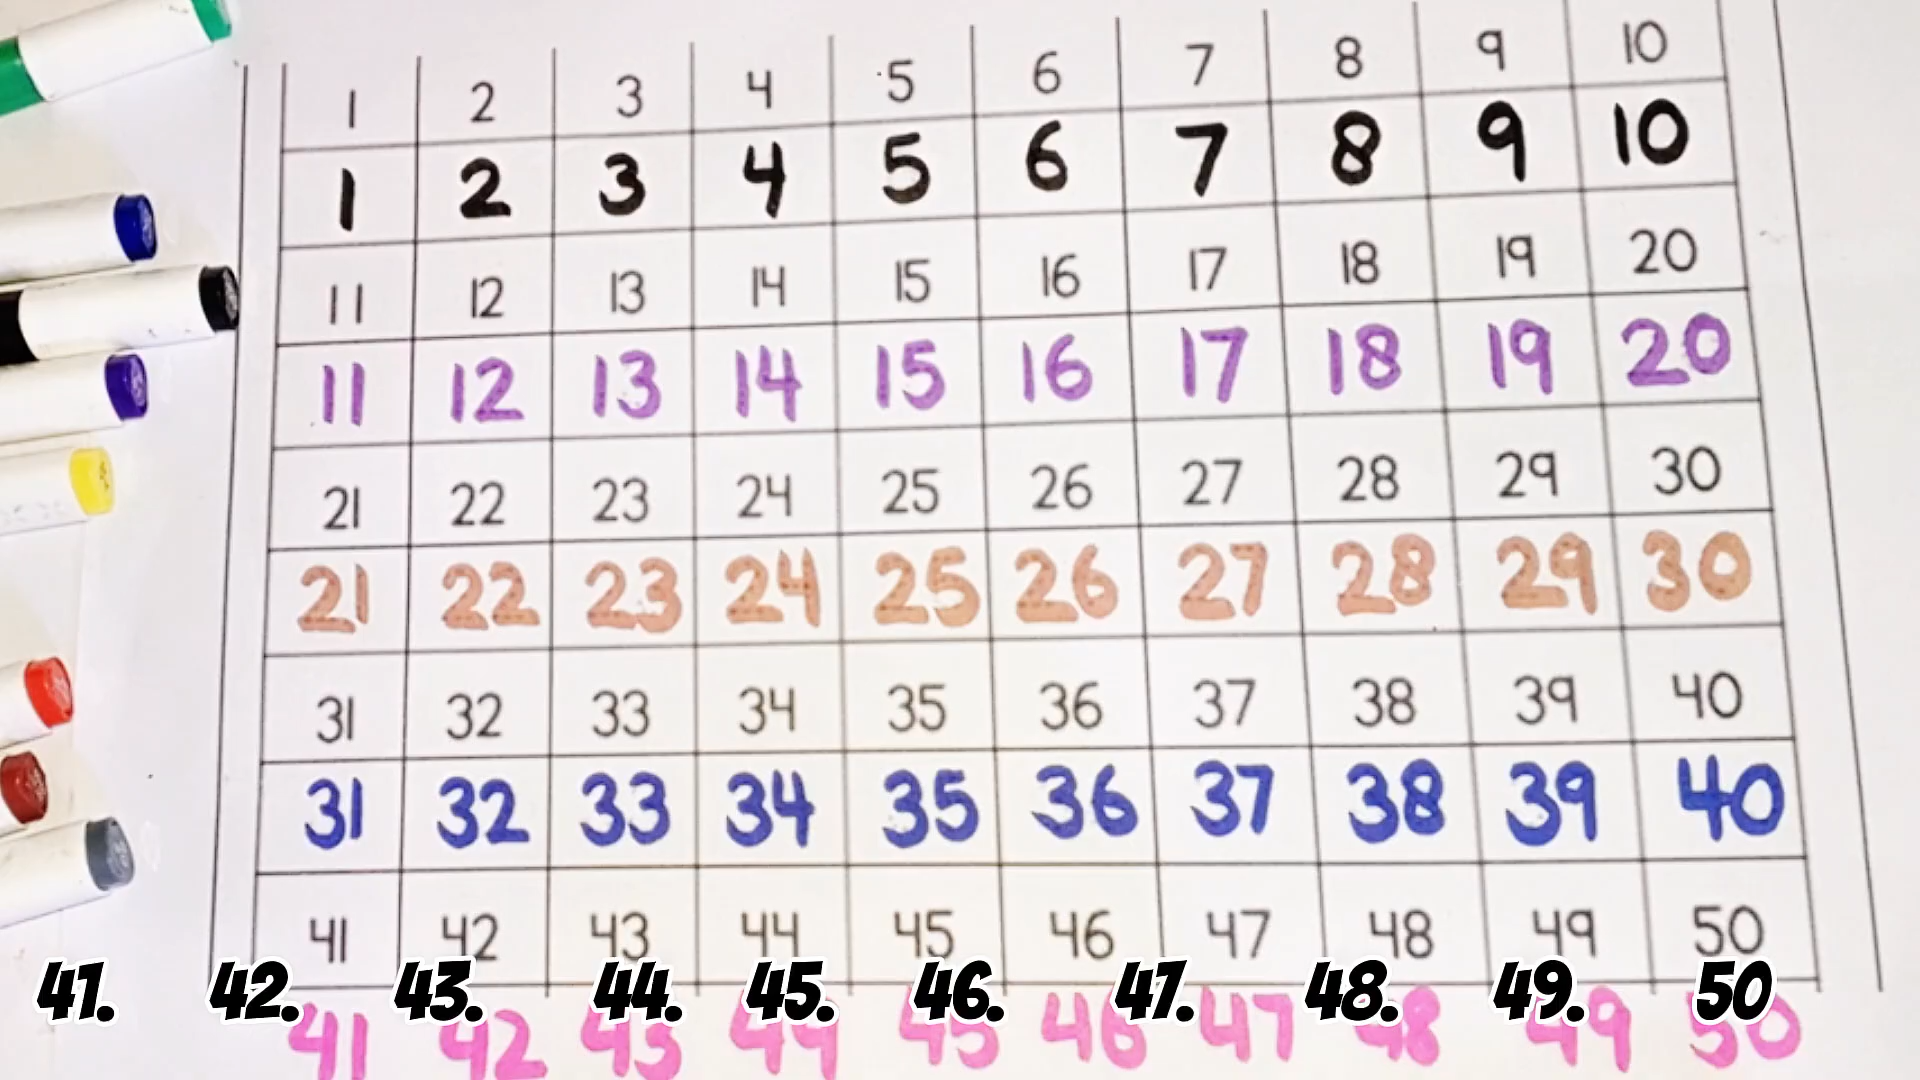 1 2 3 4 5 6 7 8 9 10
1 2 3 4 5 6 7 8 9 10
11 12 13 14 15 16 17 18 19 20
11 12 13 14 15 16 17 18 19 20
21 22 23 24 25 26 27 28 29 30
21 22 23 24 25 26 27 28 29 30
31 32 33 34 35 36 37 38 39 40
31 32 33 34 35 36 37 38 39 40
41 42 43 44 45 46 47 48 49 50
41. 42. 43. 44. 45. 46. 47. 48. 49. 50
41 42 43 44 45 46 47 48 49 50